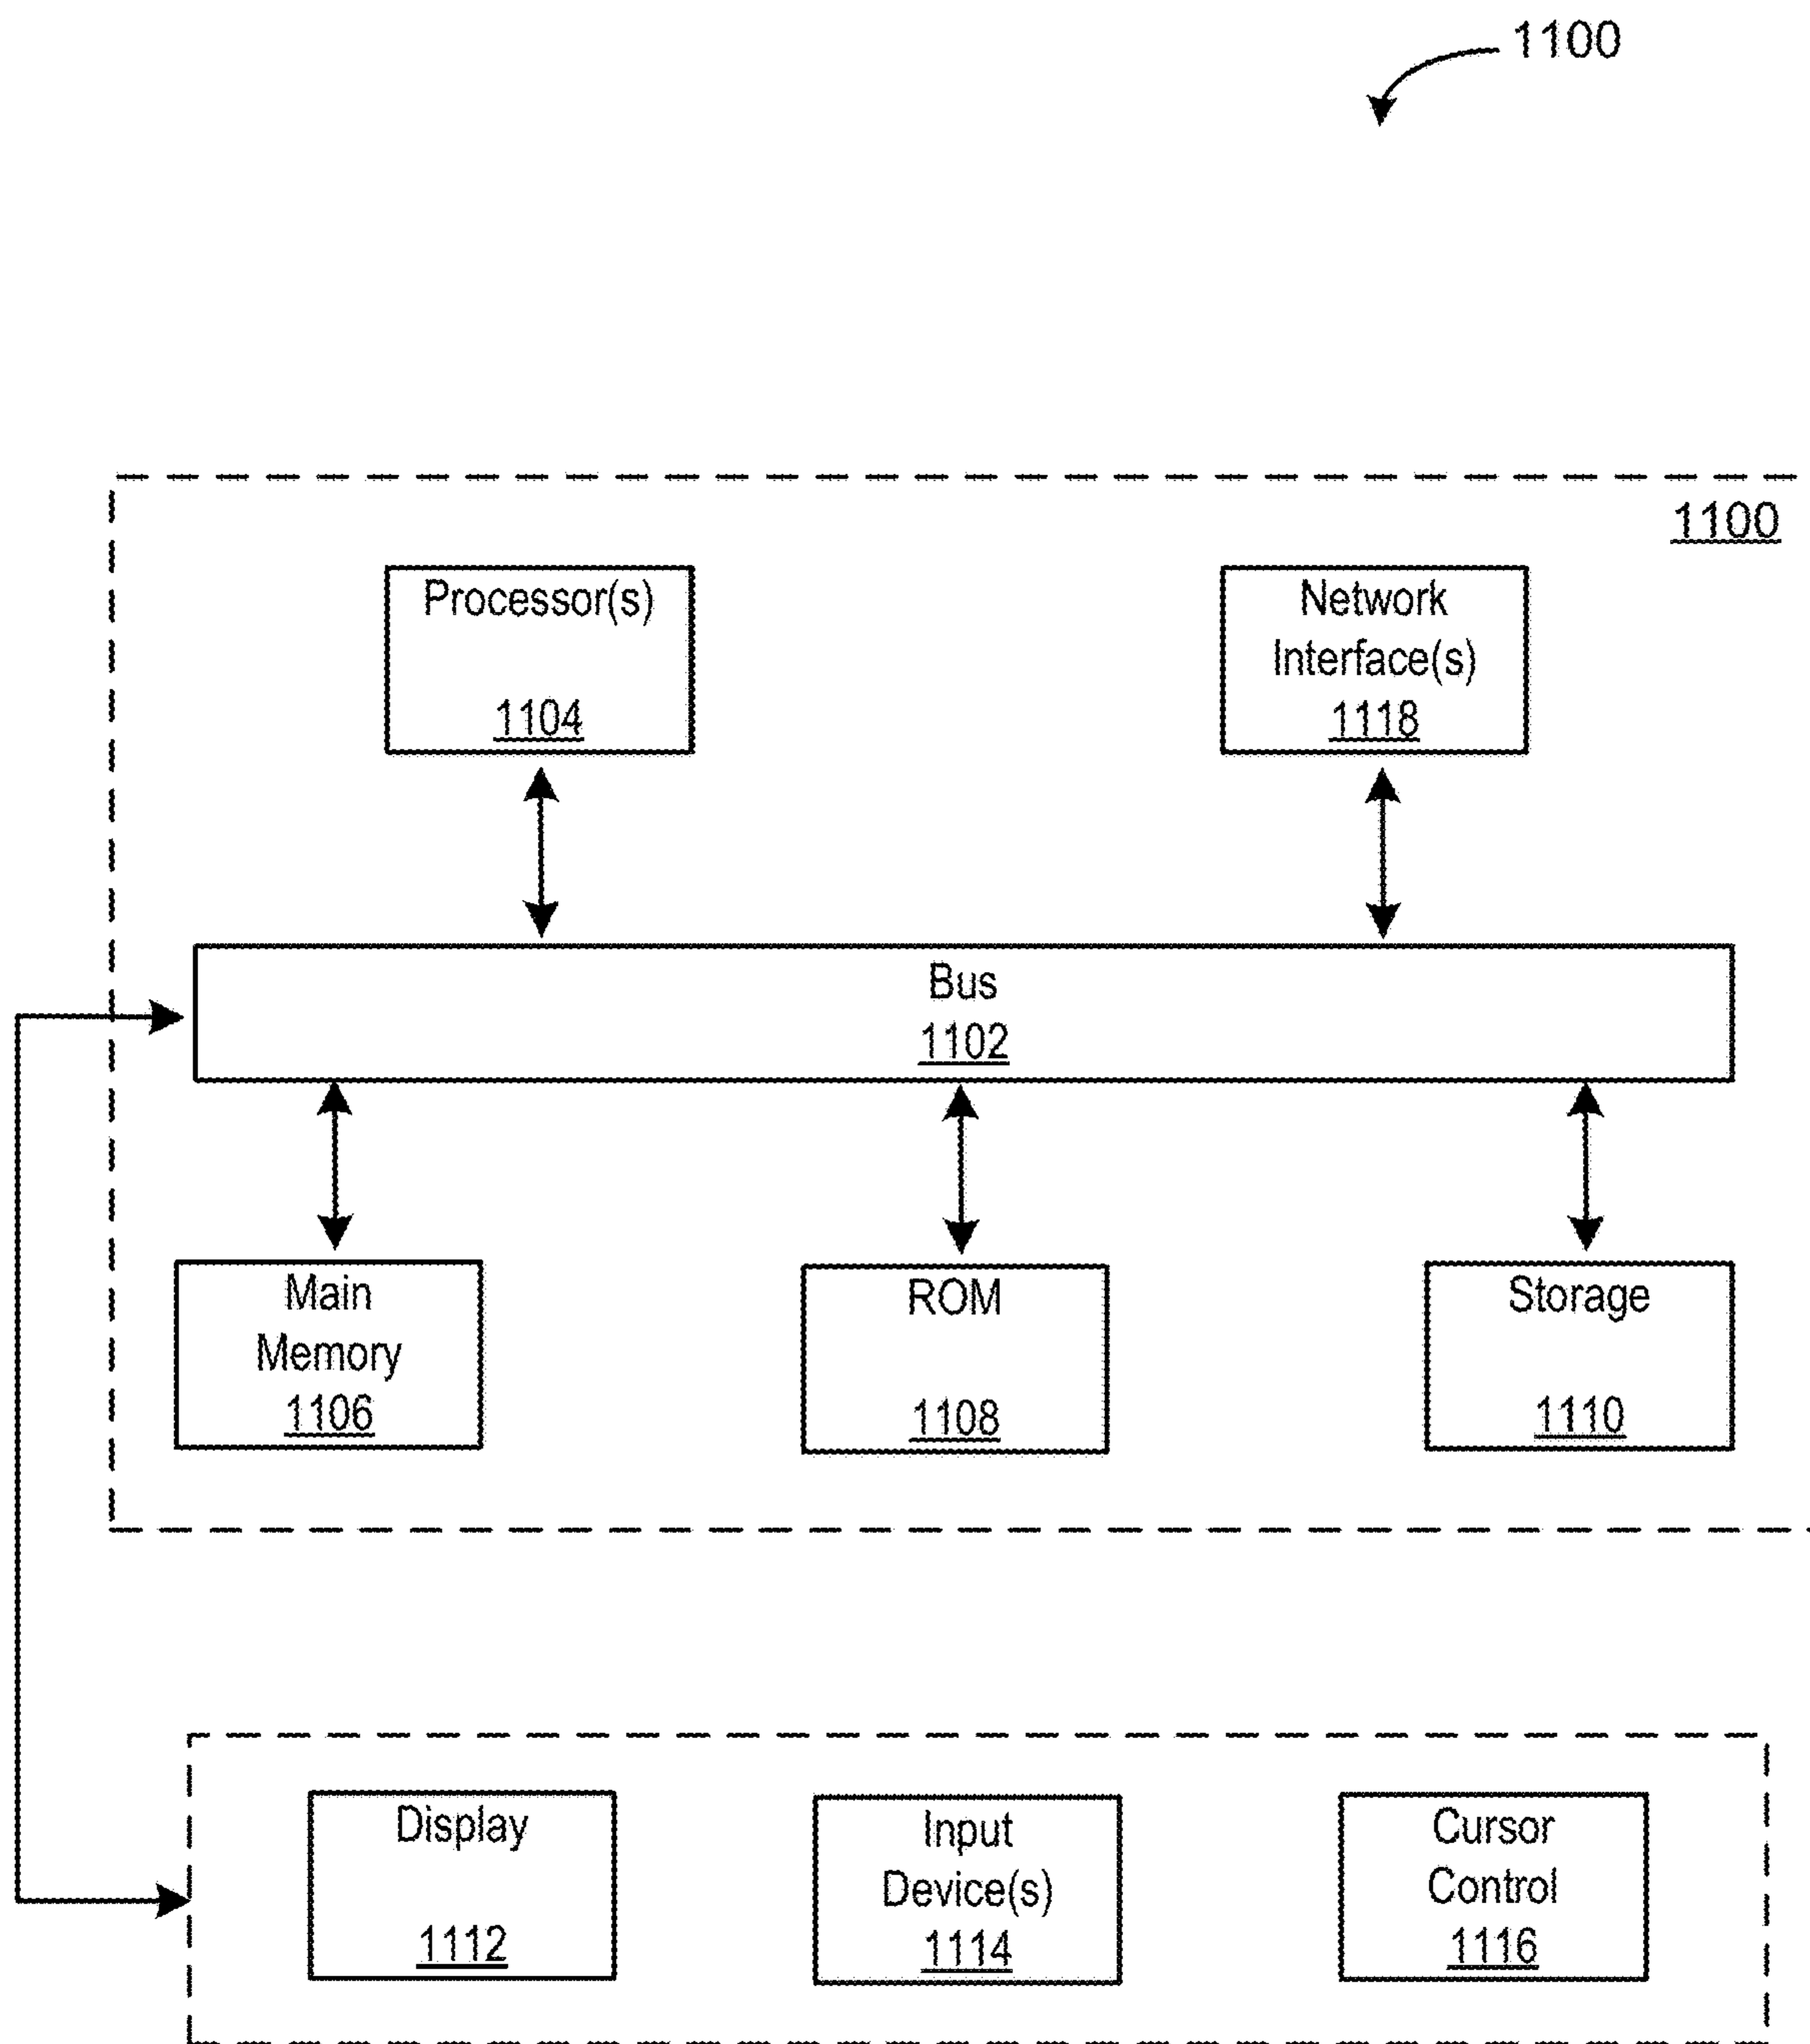 1100
1100
Processor(s)
1104
Network
Interface(s)
1118
Bus
1102
Main
Memory
1106
ROM
1108
Storage
1110
Display
1112
Input
Device(s)
1114
Cursor
Control
1116